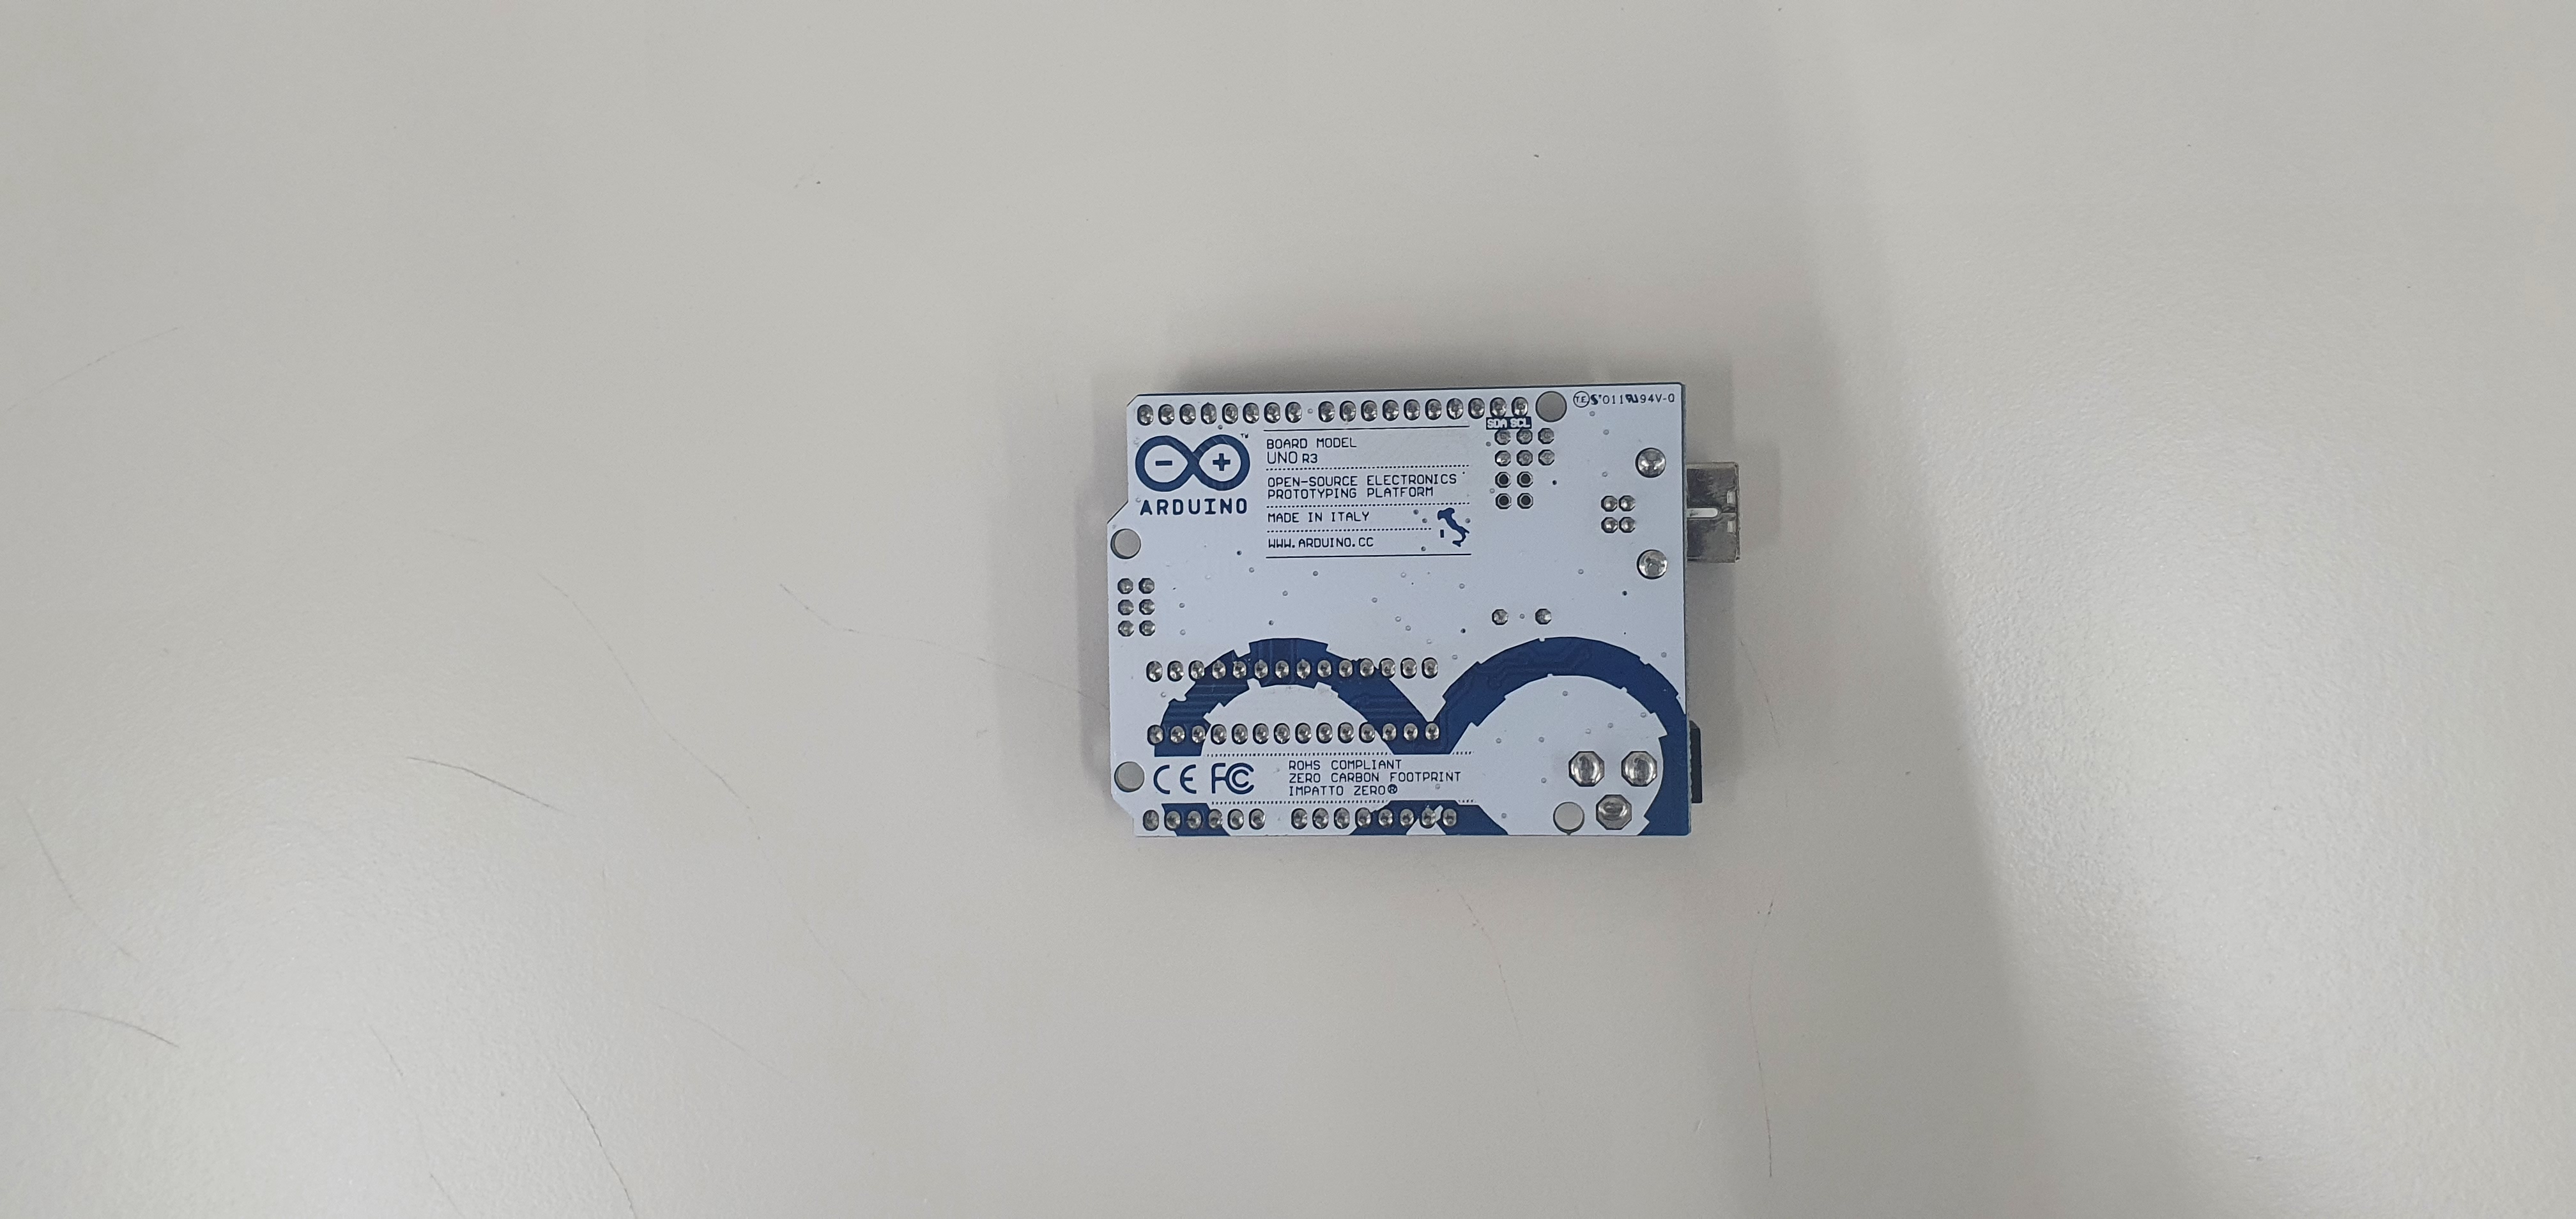 T.E S'011 94V-0
SDA SCL
TM
ARDUINO
BOARD MODEL
UNO R3
OPEN-SOURCE ELECTRONICS
PROTOTYPING PLATFORM
MADE IN ITALY
WWW.ARDUINO.CC
CE FC
ROHS COMPLIANT
ZERO CARBON FOOTPRINT
IMPATTO ZERO®